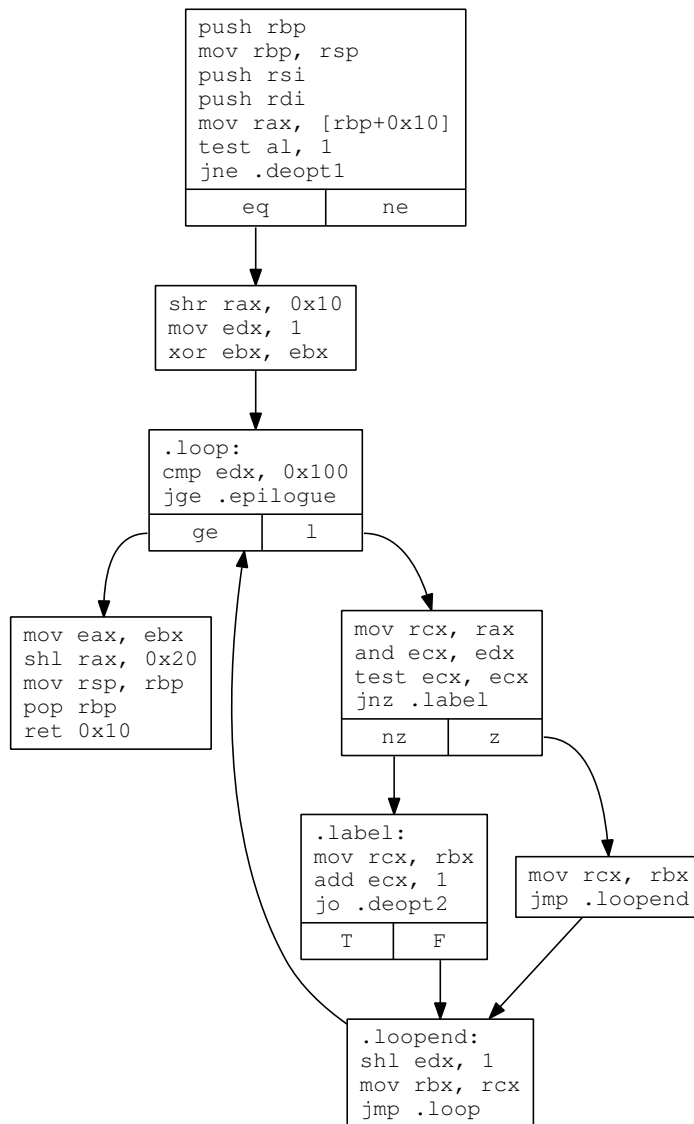 push rbp
mov rbp, rsp
push rsi
push rdi
mov rax, [rbp+0x10]
test al, 1
jne .deopt1
eq ne
shr rax, 0x10
mov edx, 1
xor ebx, ebx
.loop:
cmp edx, 0x100
jge .epilogue
ge l
mov eax, ebx
shl rax, 0x20
mov rsp, rbp
pop rbp
ret 0x10
mov rcx, rax
and ecx, edx
test ecx, ecx
jnz .label
nz z
.label:
mov rcx, rbx
add ecx, 1
jo .deopt2
T F
mov rcx, rbx
jmp .loopend
.loopend:
shl edx, 1
mov rbx, rcx
jmp .loop